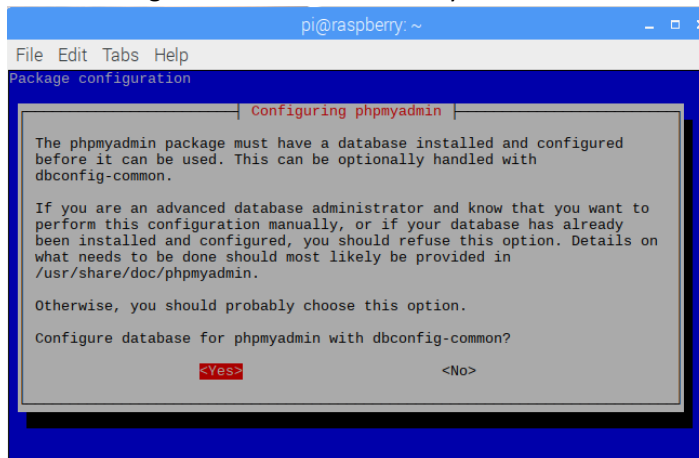 pi@raspberry: ~
File Edit Tabs Help
Package configuration
Configuring phpmyadmin
The phpmyadmin package must have a database installed and configured
before it can be used. This can be optionally handled with
dbconfig-common.
If you are an advanced database administrator and know that you want to
perform this configuration manually, or if your database has already
been installed and configured, you should refuse this option. Details on
what needs to be done should most likely be provided in
/usr/share/doc/phpmyadmin.
Otherwise, you should probably choose this option.
Configure database for phpmyadmin with dbconfig-common?
<Yes> <No>